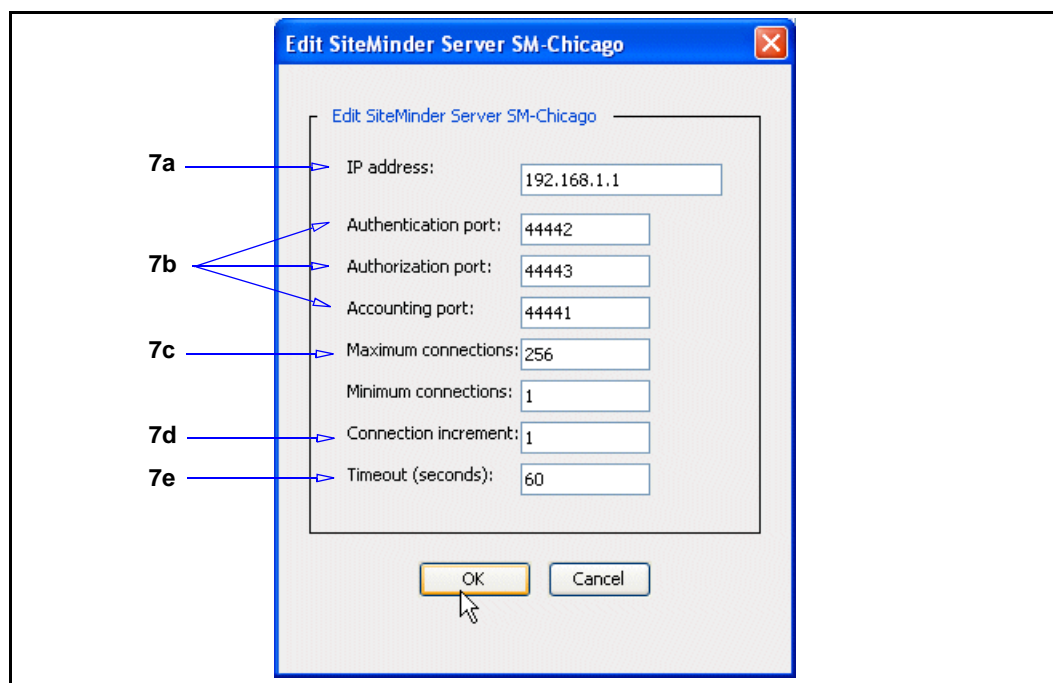 Edit SiteMinder Server SM-Chicago
Edit SiteMinder Server SM-Chicago
7a IP address: 192.168.1.1
Authentication port: 44442
7b Authorization port: 44443
Accounting port: 44441
7c Maximum connections: 256
Minimum connections: 1
7d Connection increment: 1
7e Timeout (seconds): 60
OK Cancel